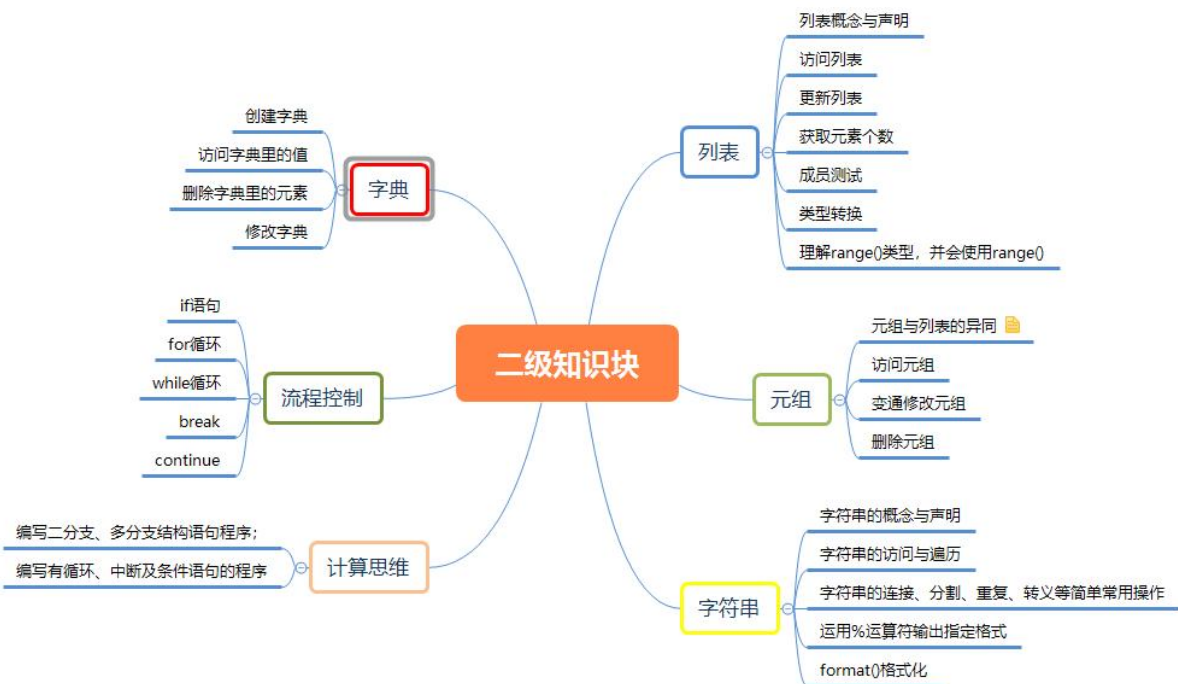 二级知识块
列表
列表概念与声明
访问列表
更新列表
获取元素个数
成员测试
类型转换
理解range()类型，并会使用range()
元组
元组与列表的异同
访问元组
变通修改元组
删除元组
字符串
字符串的概念与声明
字符串的访问与遍历
字符串的连接、分割、重复、转义等简单常用操作
运用%运算符输出指定格式
format()格式化
字典
创建字典
访问字典里的值
删除字典里的元素
修改字典
流程控制
if语句
for循环
while循环
break
continue
计算思维
编写二分支、多分支结构语句程序；
编写有循环、中断及条件语句的程序